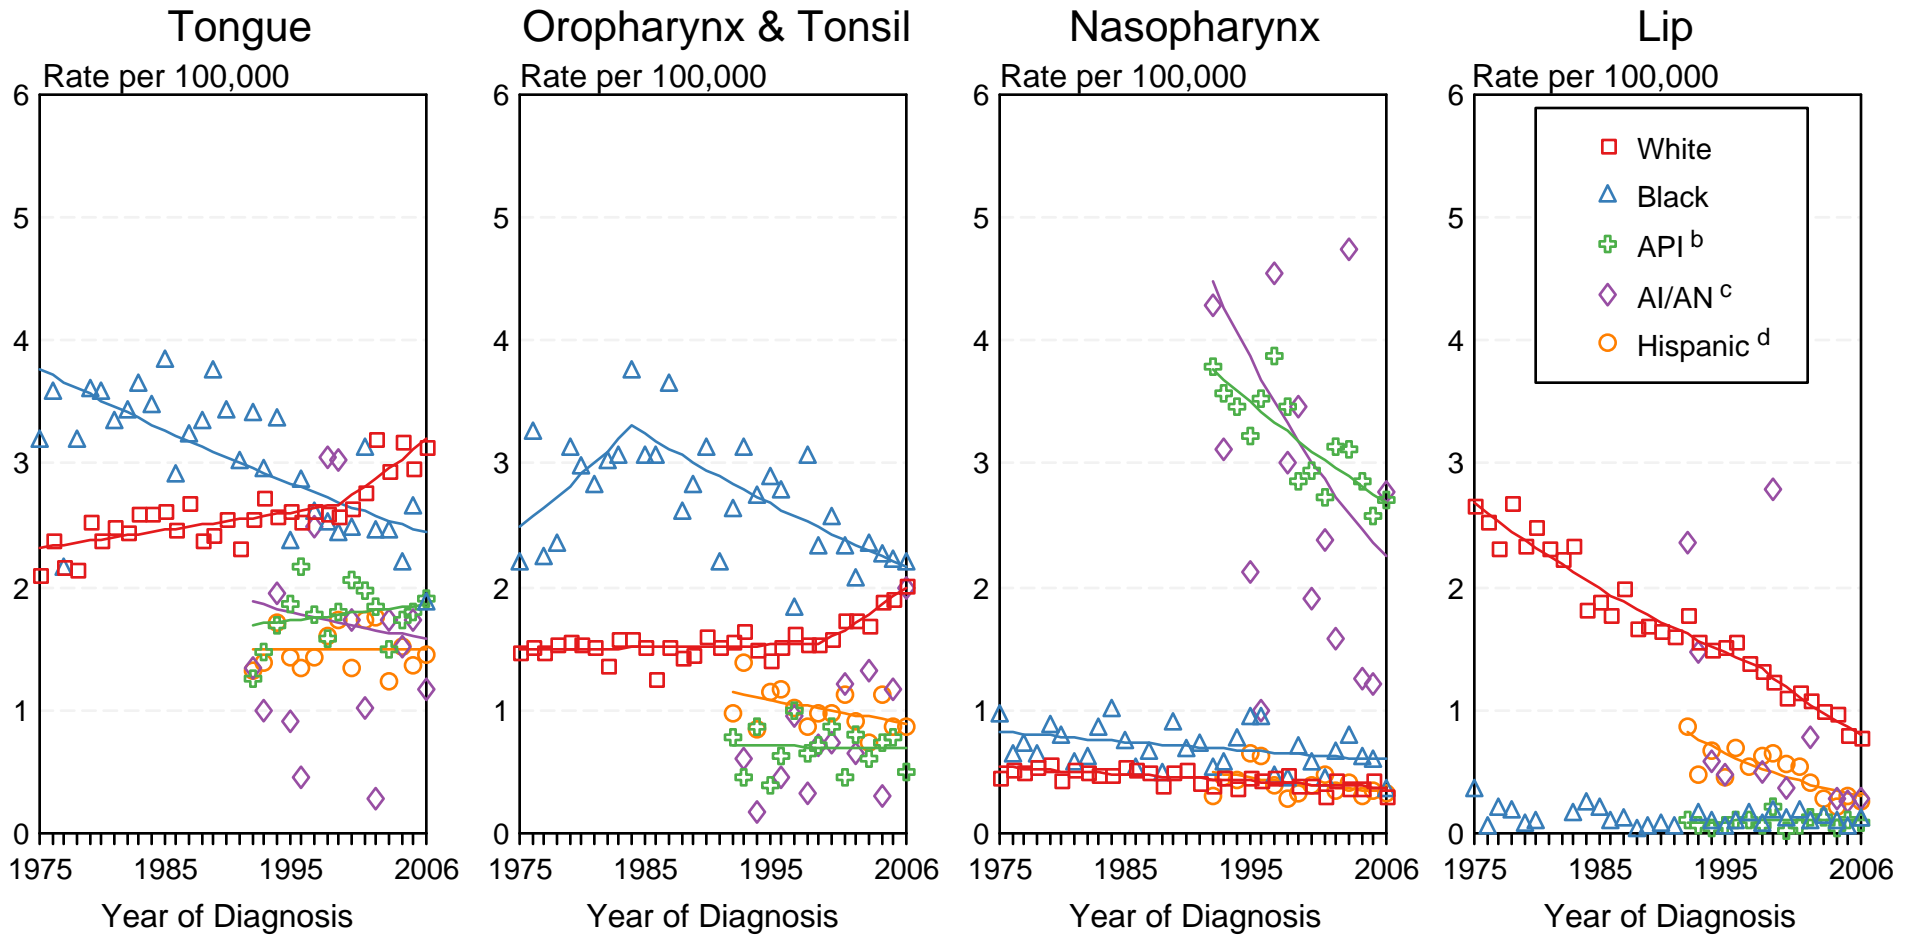 Tongue
Oropharynx & Tonsil
Nasopharynx
Lip
Rate per 100,000
Rate per 100,000
Rate per 100,000
Rate per 100,000
6
5
4
3
2
1
0
1975 1985 1995 2006
Year of Diagnosis
6
5
4
3
2
1
0
1975 1985 1995 2006
Year of Diagnosis
6
5
4
3
2
1
0
1975 1985 1995 2006
Year of Diagnosis
6
5
4
3
2
1
0
1975 1985 1995 2006
Year of Diagnosis
White
Black
API b
AI/AN c
Hispanic d